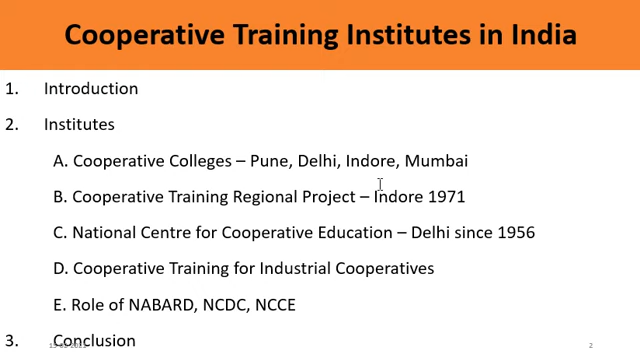 Cooperative Training Institutes in India
1. Introduction
2. Institutes
A. Cooperative Colleges – Pune, Delhi, Indore, Mumbai
B. Cooperative Training Regional Project – Indore 1971
C. National Centre for Cooperative Education – Delhi since 1956
D. Cooperative Training for Industrial Cooperatives
E. Role of NABARD, NCDC, NCCE
3. Conclusion
2